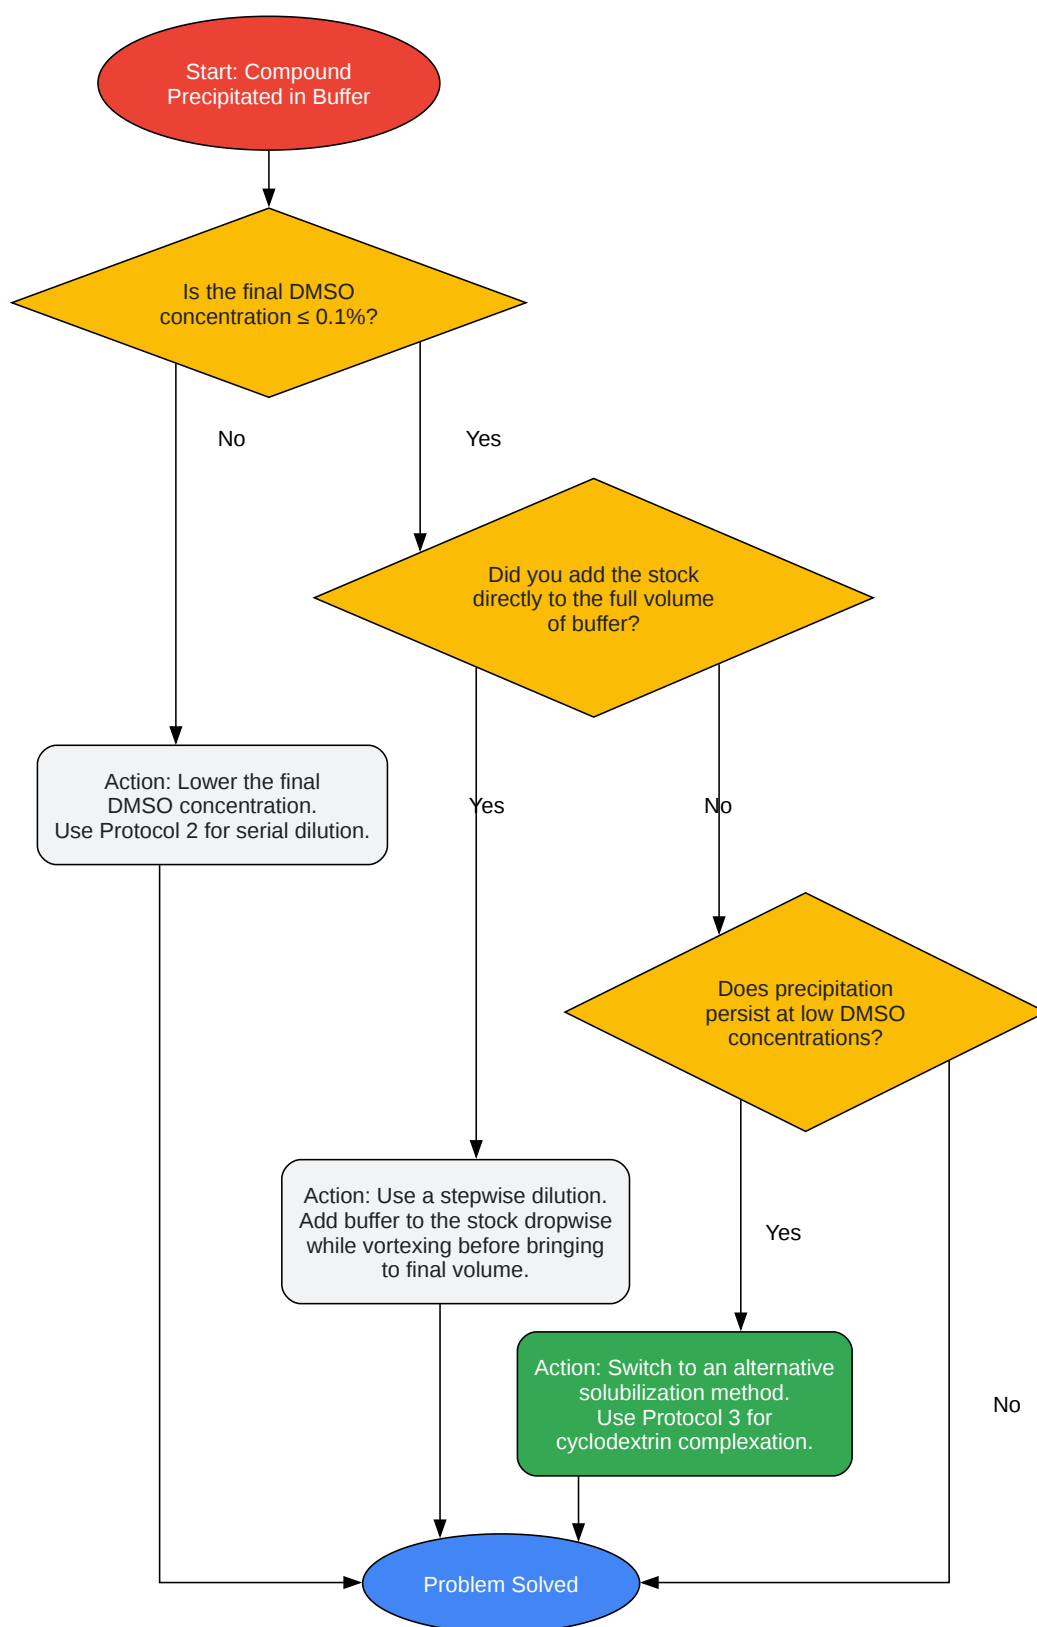 Start: Compound
Precipitated in Buffer
Is the final DMSO
concentration ≤ 0.1%?
No
Yes
Did you add the stock
directly to the full volume
of buffer?
Action: Lower the final
DMSO concentration.
Use Protocol 2 for serial dilution.
Yes
No
Does precipitation
persist at low DMSO
concentrations?
Action: Use a stepwise dilution.
Add buffer to the stock dropwise
while vortexing before bringing
to final volume.
Yes
Action: Switch to an alternative
solubilization method.
Use Protocol 3 for
cyclodextrin complexation.
No
Problem Solved